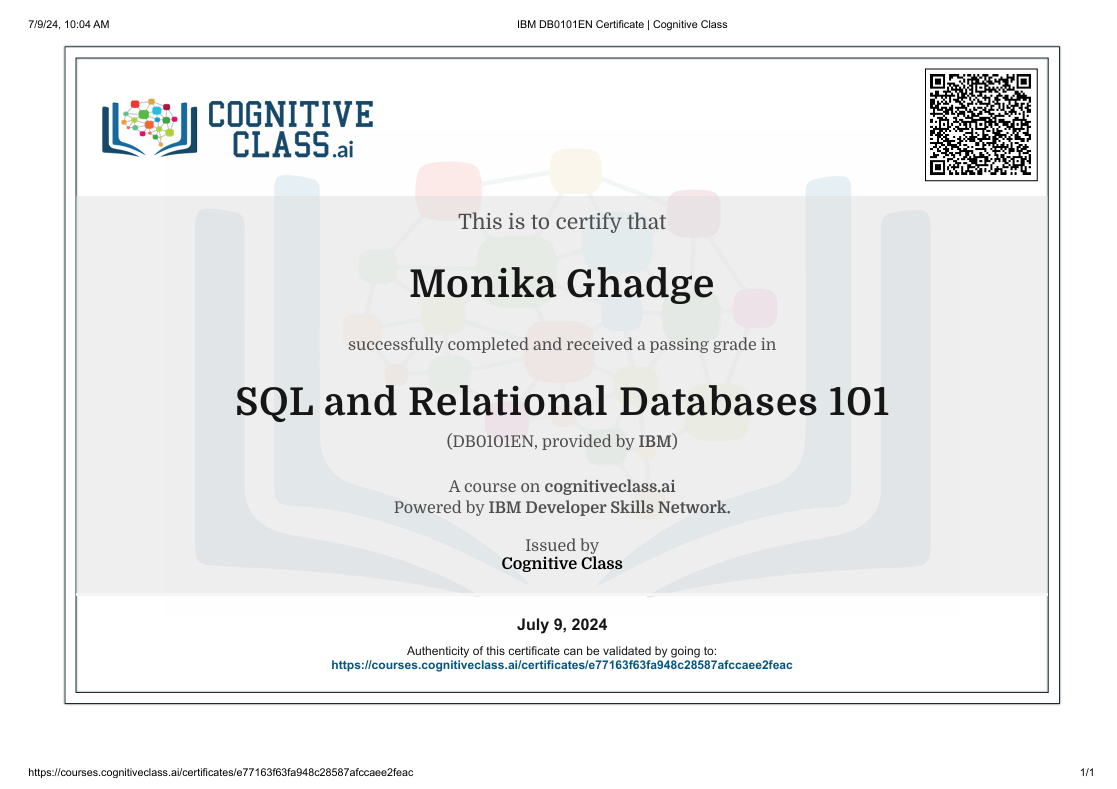 7/9/24, 10:04 AM
IBM DB0101EN Certificate | Cognitive Class
COGNITIVE
CLASS.ai
This is to certify that
Monika Ghadge
successfully completed and received a passing grade in
SQL and Relational Databases 101
(DB0101EN, provided by IBM)
A course on cognitiveclass.ai
Powered by IBM Developer Skills Network.
Issued by
Cognitive Class
July 9, 2024
Authenticity of this certificate can be validated by going to:
https://courses.cognitiveclass.ai/certificates/e77163f63fa948c28587afccaee2feac
https://courses.cognitiveclass.ai/certificates/e77163f63fa948c28587afccaee2feac
1/1